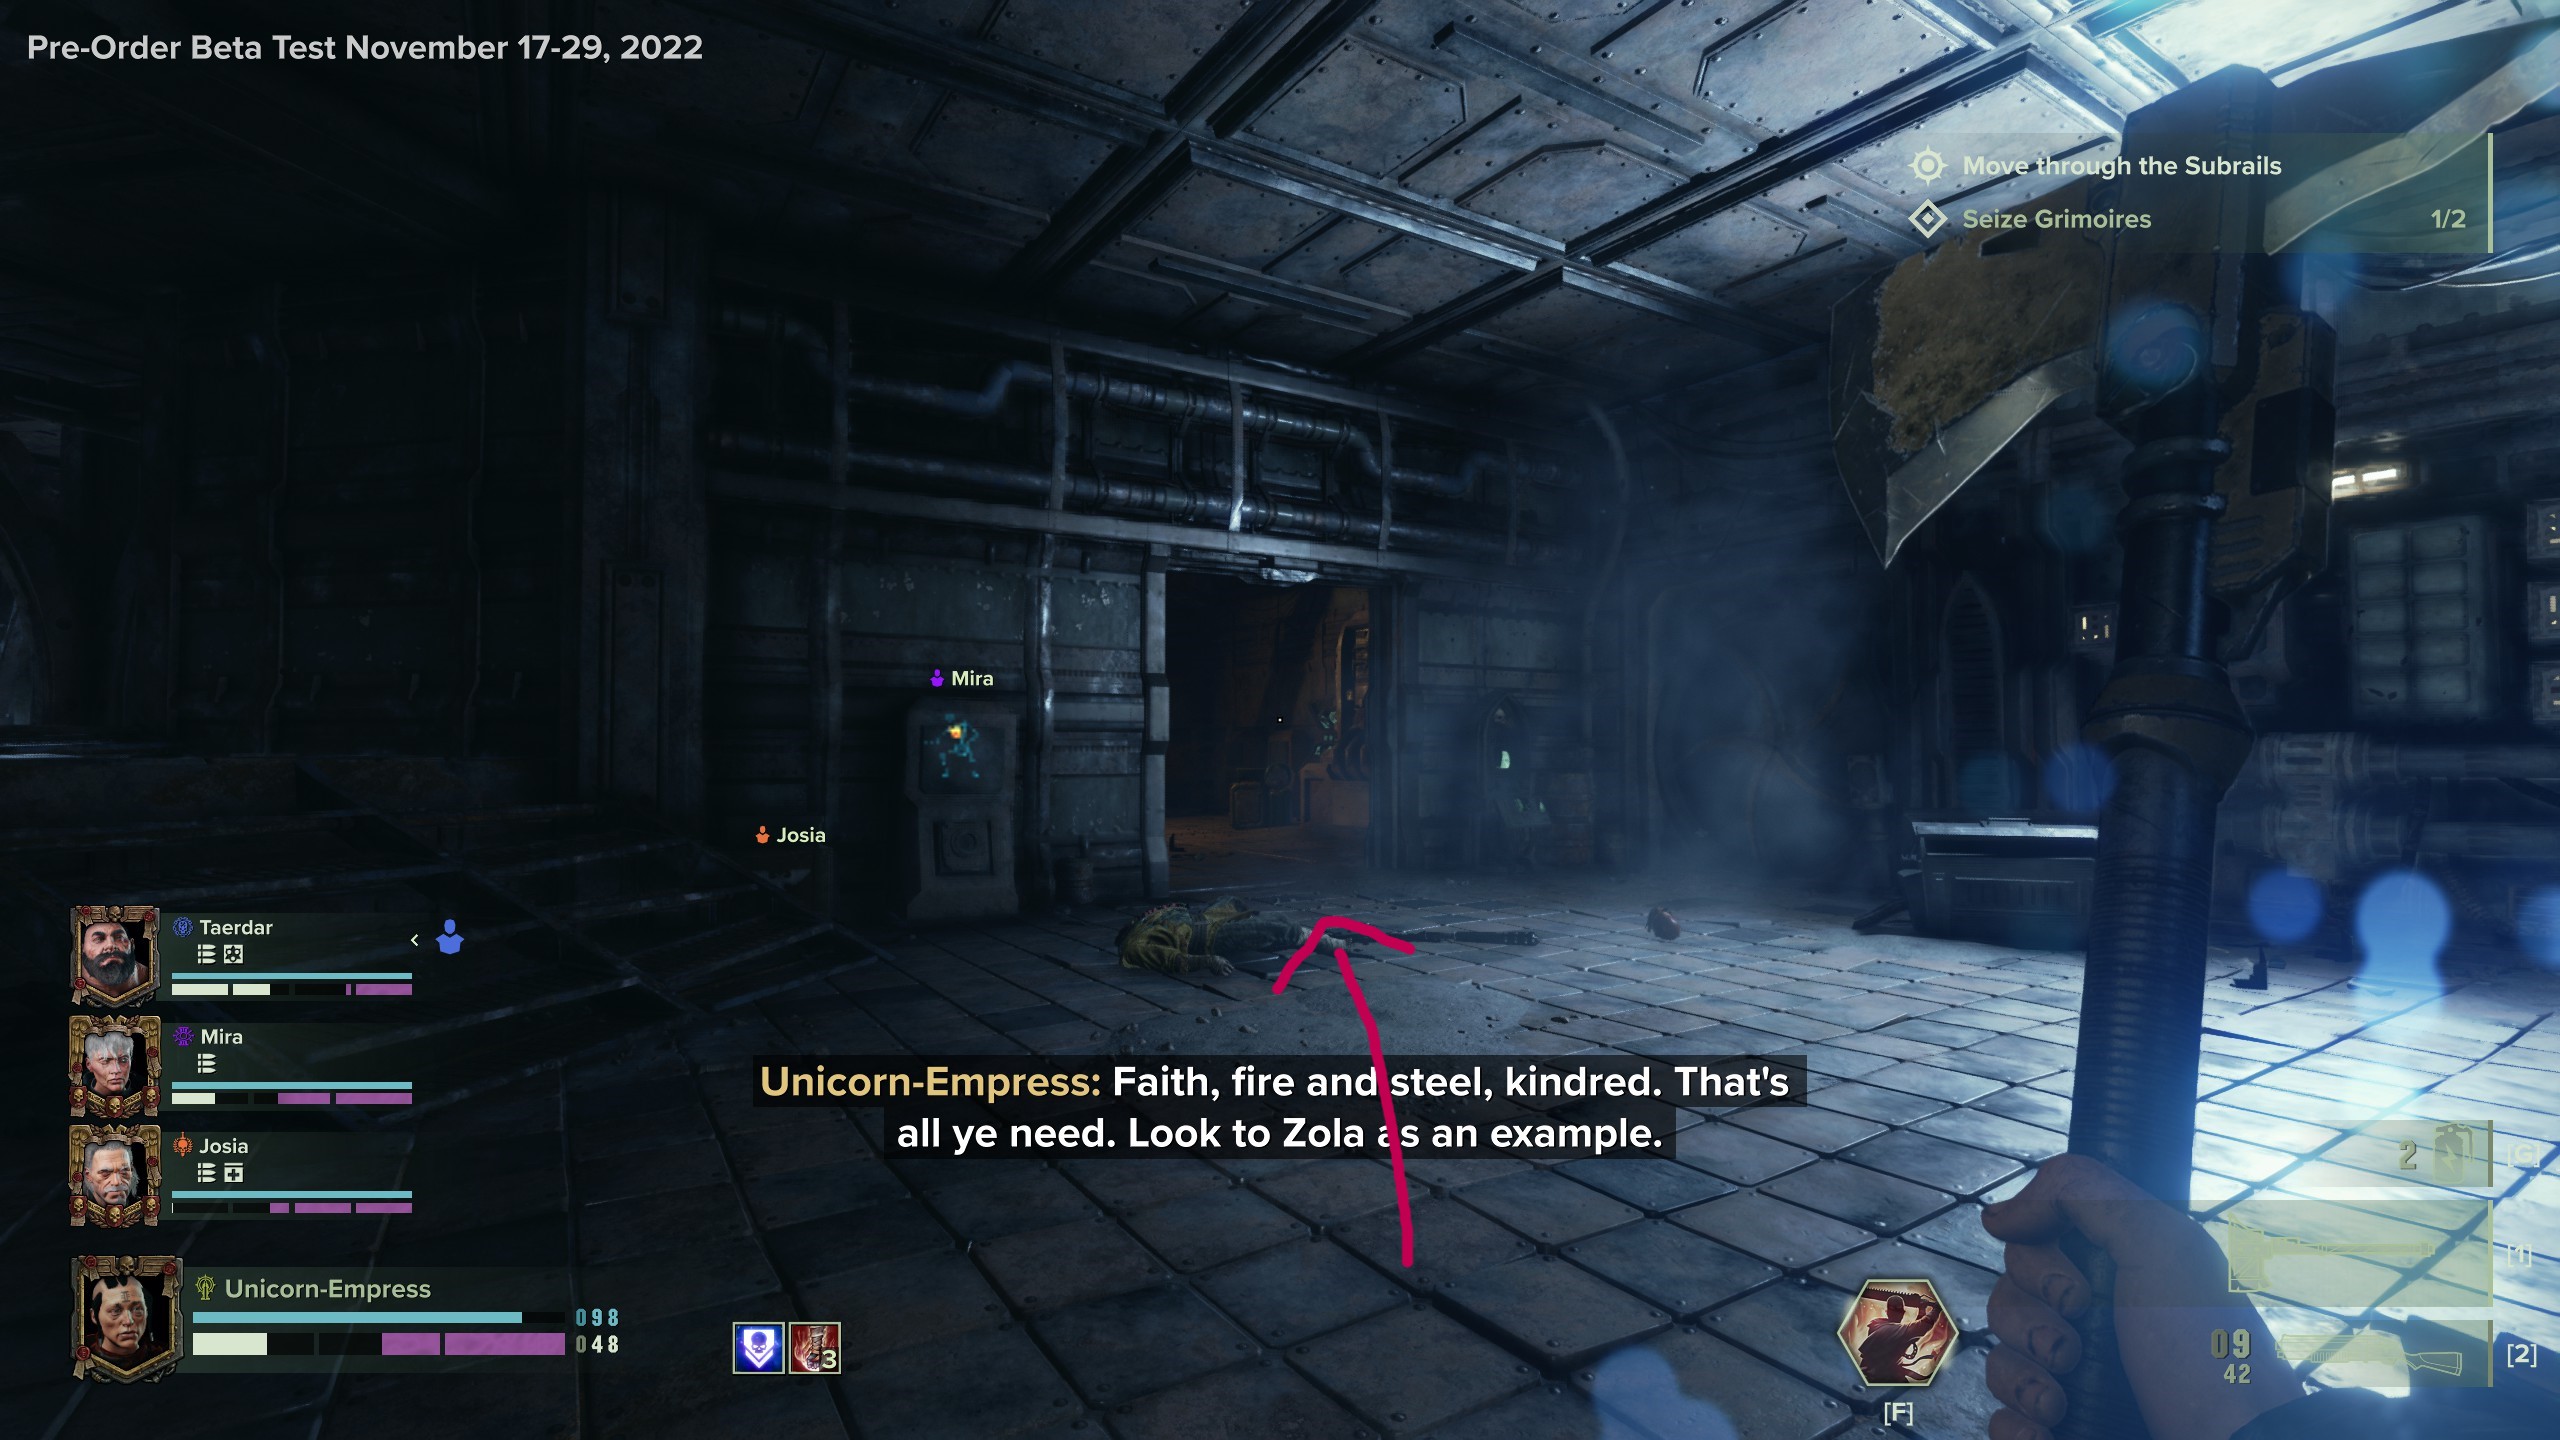 Pre-Order Beta Test November 17-29, 2022
Move through the Subrails
Seize Grimoires 1/2
Mira
Josia
Taerdar
Mira
Josia
Unicorn-Empress: Faith, fire and steel, kindred. That's
all ye need. Look to Zola as an example.
Unicorn-Empress
098
048
3
[F]
2 [G]
[1]
09
42
[2]